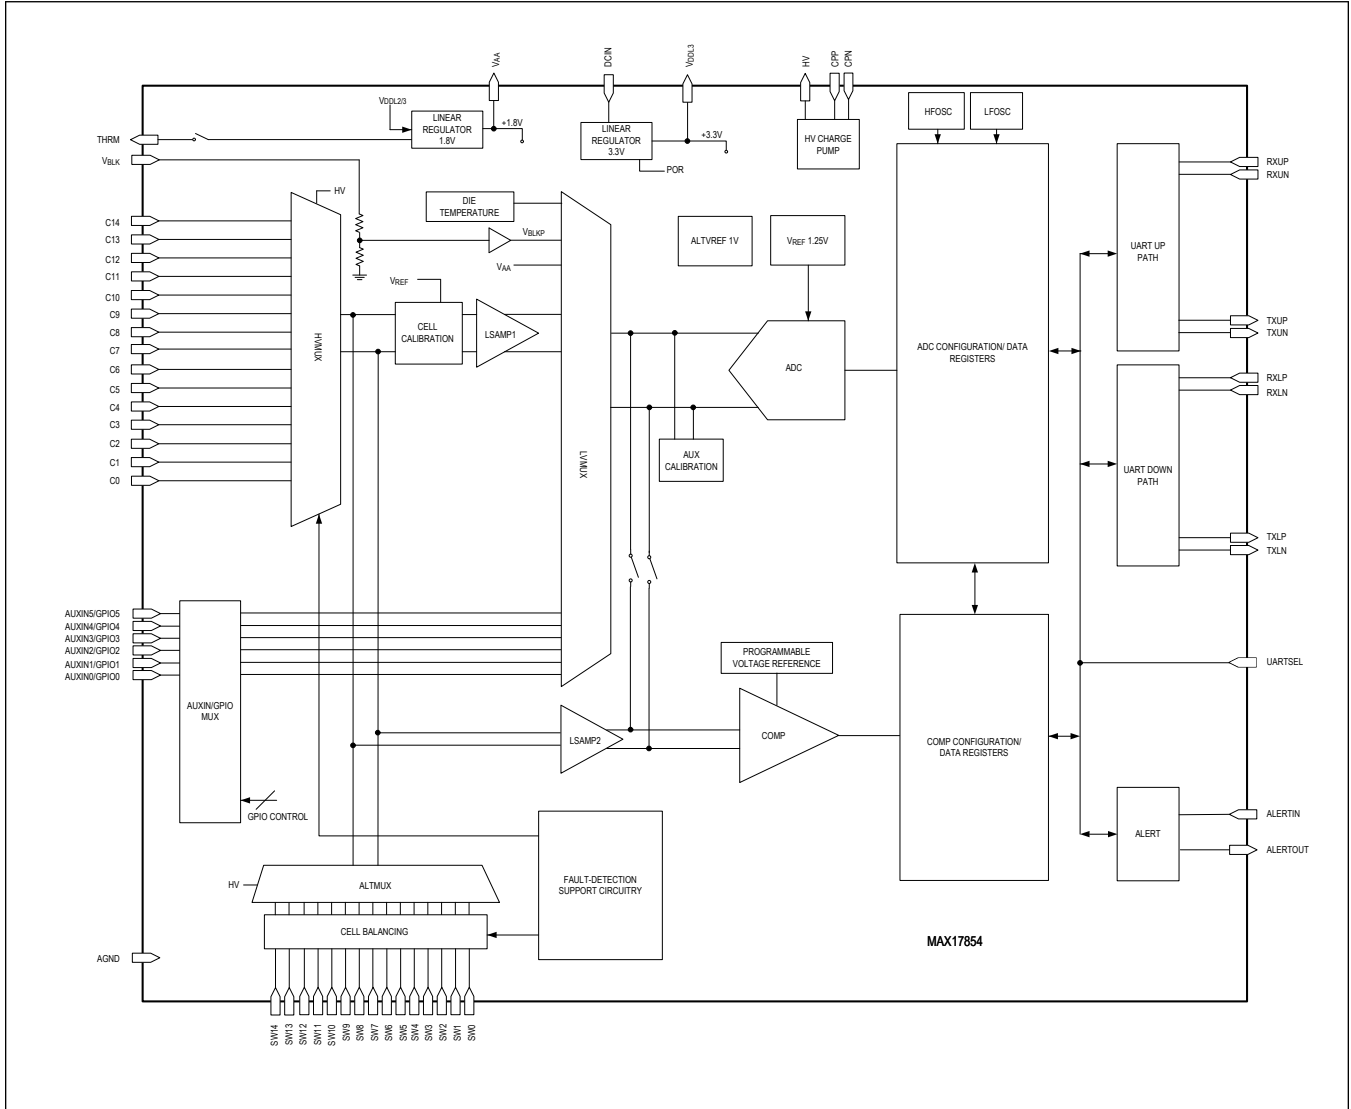 VAA
DCIN
VDDL3
HV
CPP
CPN
VDDL2/3
LINEAR
REGULATOR
1.8V
+1.8V
LINEAR
REGULATOR
3.3V
+3.3V
POR
HV CHARGE
PUMP
HFOSC
LFOSC
THRM
VBLK
HV
DIE
TEMPERATURE
VBLKP
VAA
ALTVREF 1V
VREF 1.25V
UART UP
PATH
RXUP
RXUN
TXUP
TXUN
C14
C13
C12
C11
C10
C9
C8
C7
C6
C5
C4
C3
C2
C1
C0
HVMUX
VREF
CELL
CALIBRATION
LSAMP1
LVMUX
ADC
AUX
CALIBRATION
ADC CONFIGURATION/ DATA
REGISTERS
UART DOWN
PATH
RXLP
RXLN
TXLP
TXLN
AUXIN5/GPIO5
AUXIN4/GPIO4
AUXIN3/GPIO3
AUXIN2/GPIO2
AUXIN1/GPIO1
AUXIN0/GPIO0
AUXIN/GPIO
MUX
GPIO CONTROL
PROGRAMMABLE
VOLTAGE REFERENCE
LSAMP2
COMP
COMP CONFIGURATION/
DATA REGISTERS
UARTSEL
ALERT
ALERTIN
ALERTOUT
HV
ALTMUX
CELL BALANCING
FAULT-DETECTION
SUPPORT CIRCUITRY
MAX17854
AGND
SW14
SW13
SW12
SW11
SW10
SW9
SW8
SW7
SW6
SW5
SW4
SW3
SW2
SW1
SW0